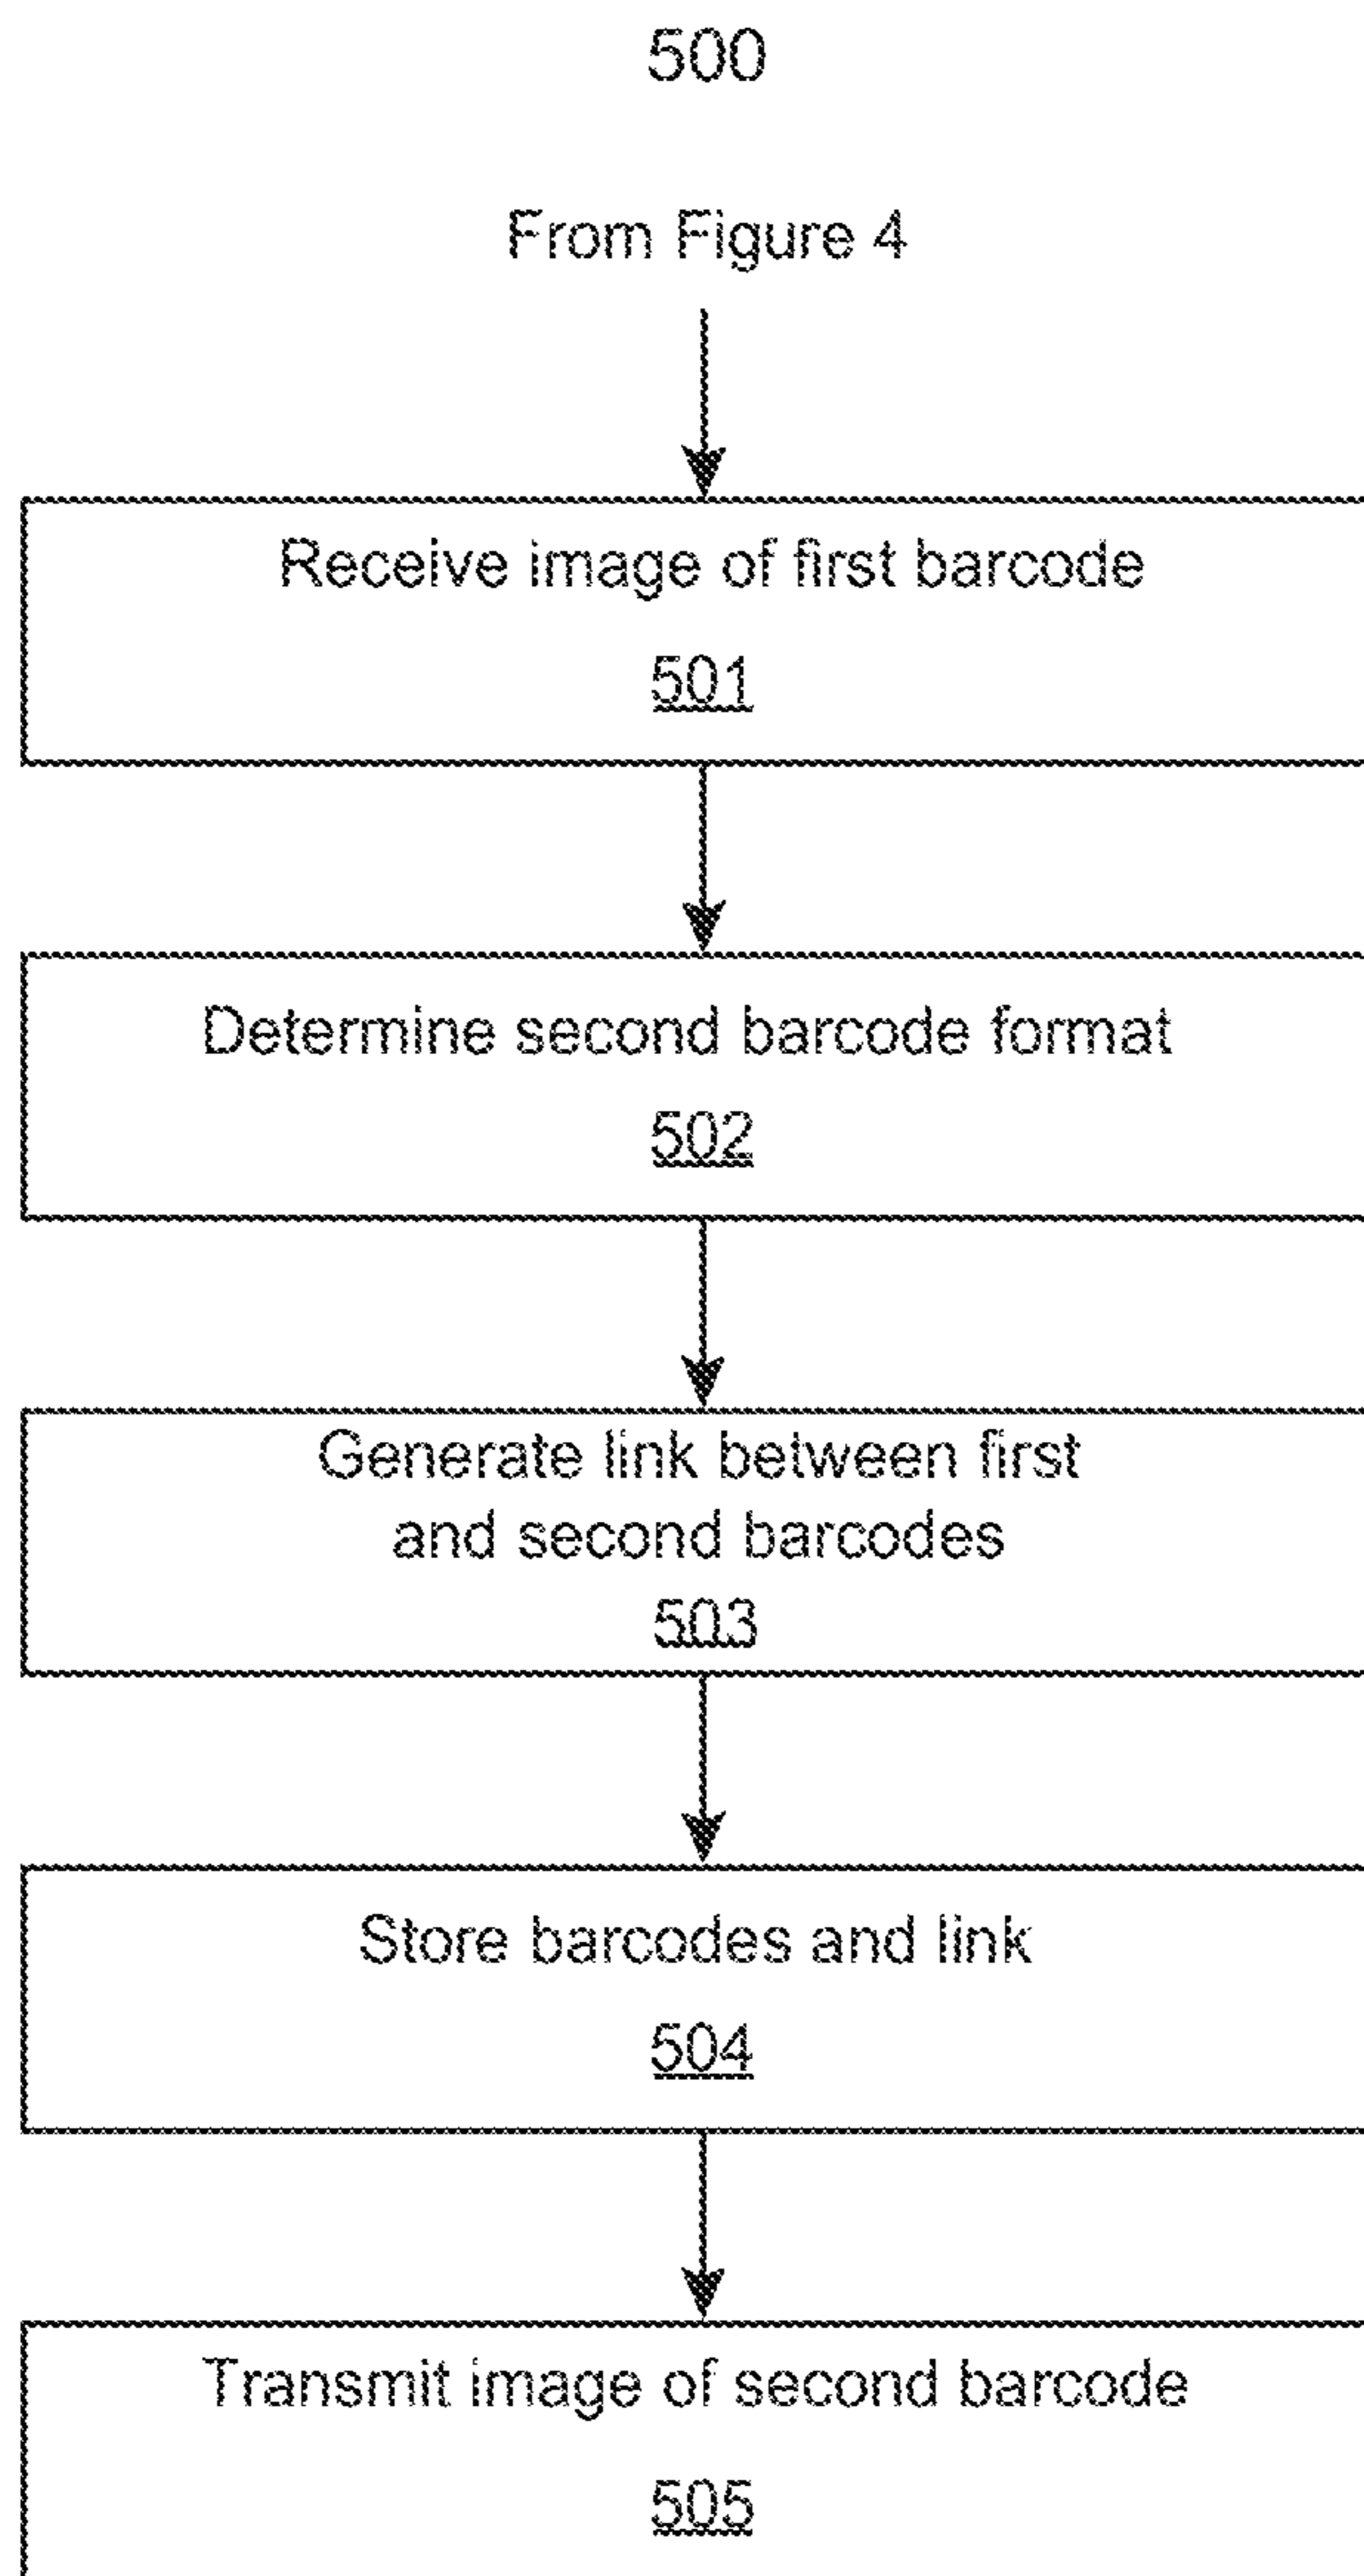 500
From Figure 4
Receive image of first barcode
501
Determine second barcode format
502
Generate link between first
and second barcodes
503
Store barcodes and link
504
Transmit image of second barcode
505